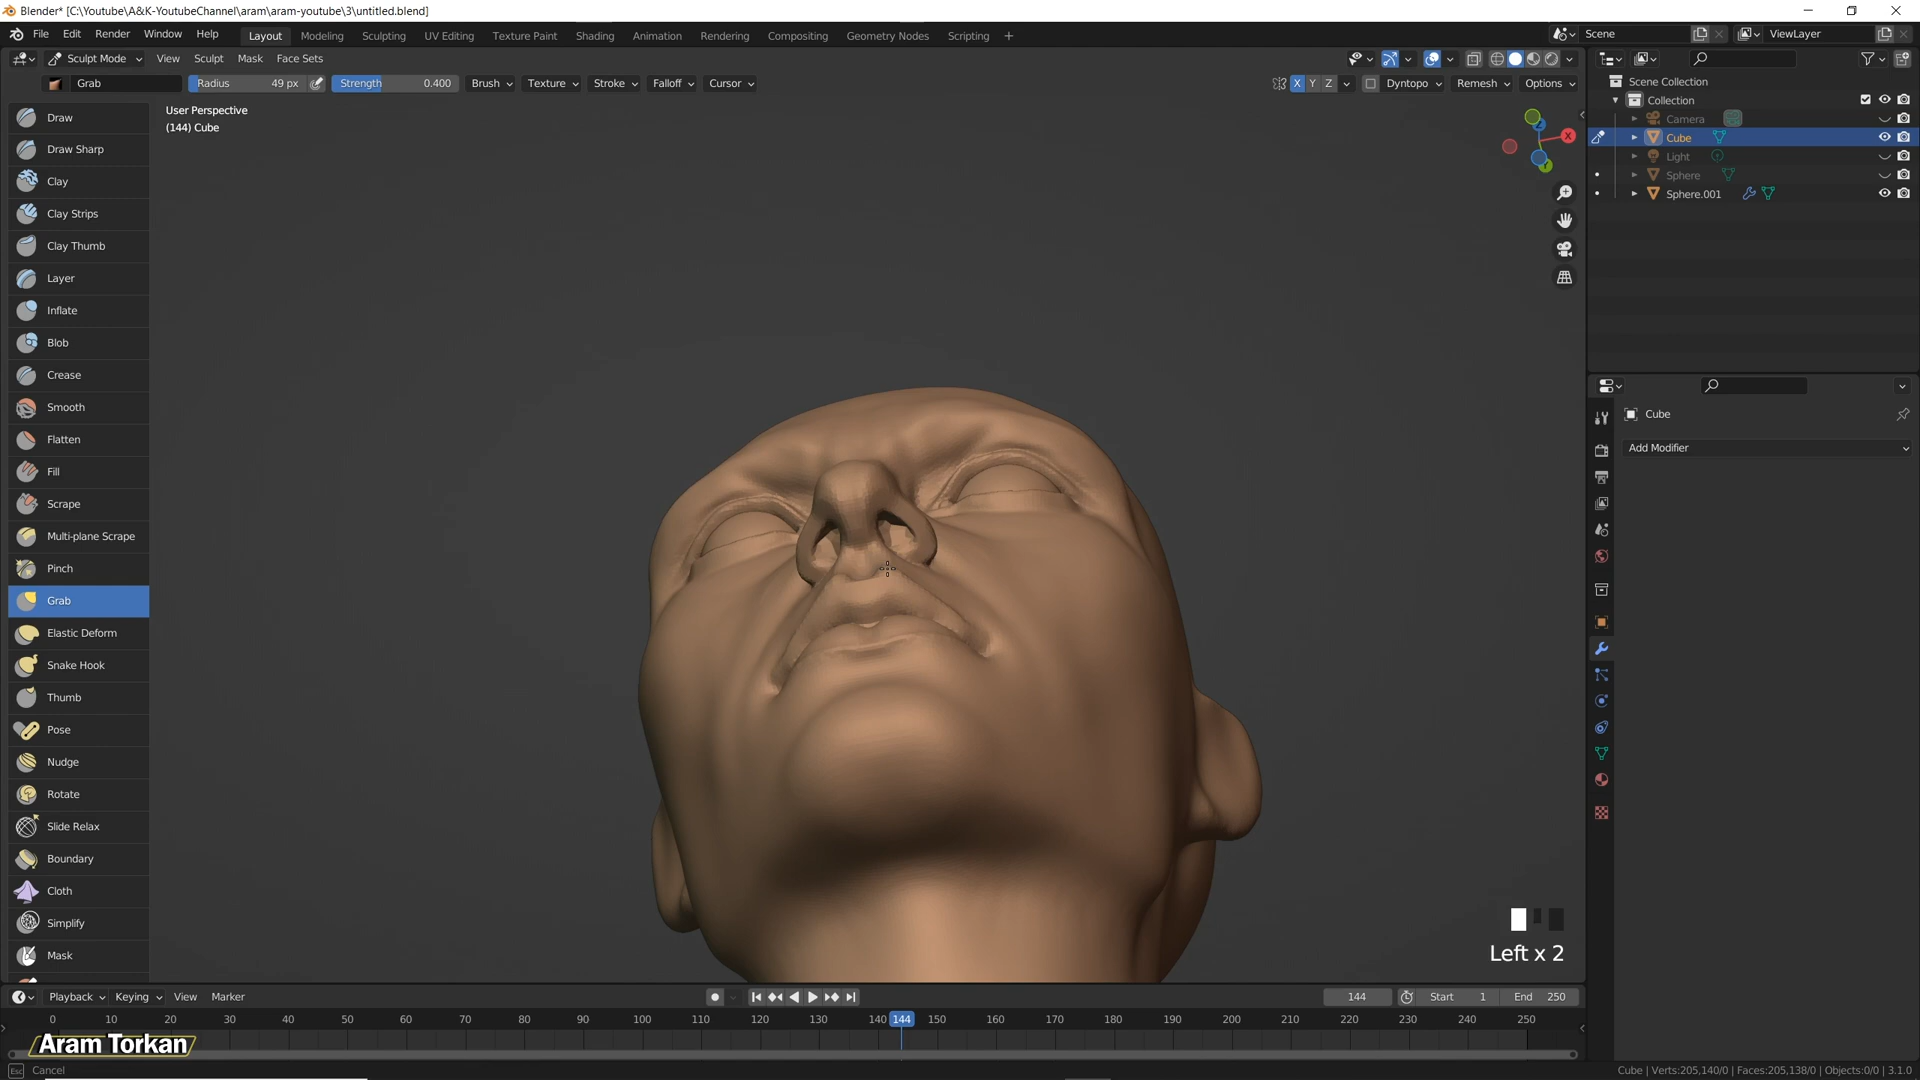 Blender* [C:\Youtube\A&K-YoutubeChannel\aram\aram-youtube\3\untitled.blend]
File Edit Render Window Help Layout Modeling Sculpting UV Editing Texture Paint Shading Animation Rendering Compositing Geometry Nodes Scripting + Scene ViewLayer
Sculpt Mode View Sculpt Mask Face Sets
Grab Radius 49 px Strength 0.400 Brush Texture Stroke Falloff Cursor X Y Z Dyntopo Remesh Options
User Perspective
(144) Cube
Draw
Draw Sharp
Clay
Clay Strips
Clay Thumb
Layer
Inflate
Blob
Crease
Smooth
Flatten
Fill
Scrape
Multi-plane Scrape
Pinch
Grab
Elastic Deform
Snake Hook
Thumb
Pose
Nudge
Rotate
Slide Relax
Boundary
Cloth
Simplify
Mask
X
Z
Y
Left x 2
Scene Collection
Collection
Camera
Cube
Light
Sphere
Sphere.001
Cube
Add Modifier
Playback Keying View Marker 144 Start 1 End 250
0 10 20 30 40 50 60 70 80 90 100 110 120 130 140 144 150 160 170 180 190 200 210 220 230 240 250
Aram Torkan
Esc Cancel
Cube | Verts:205,140/0 | Faces:205,138/0 | Objects:0/0 | 3.1.0